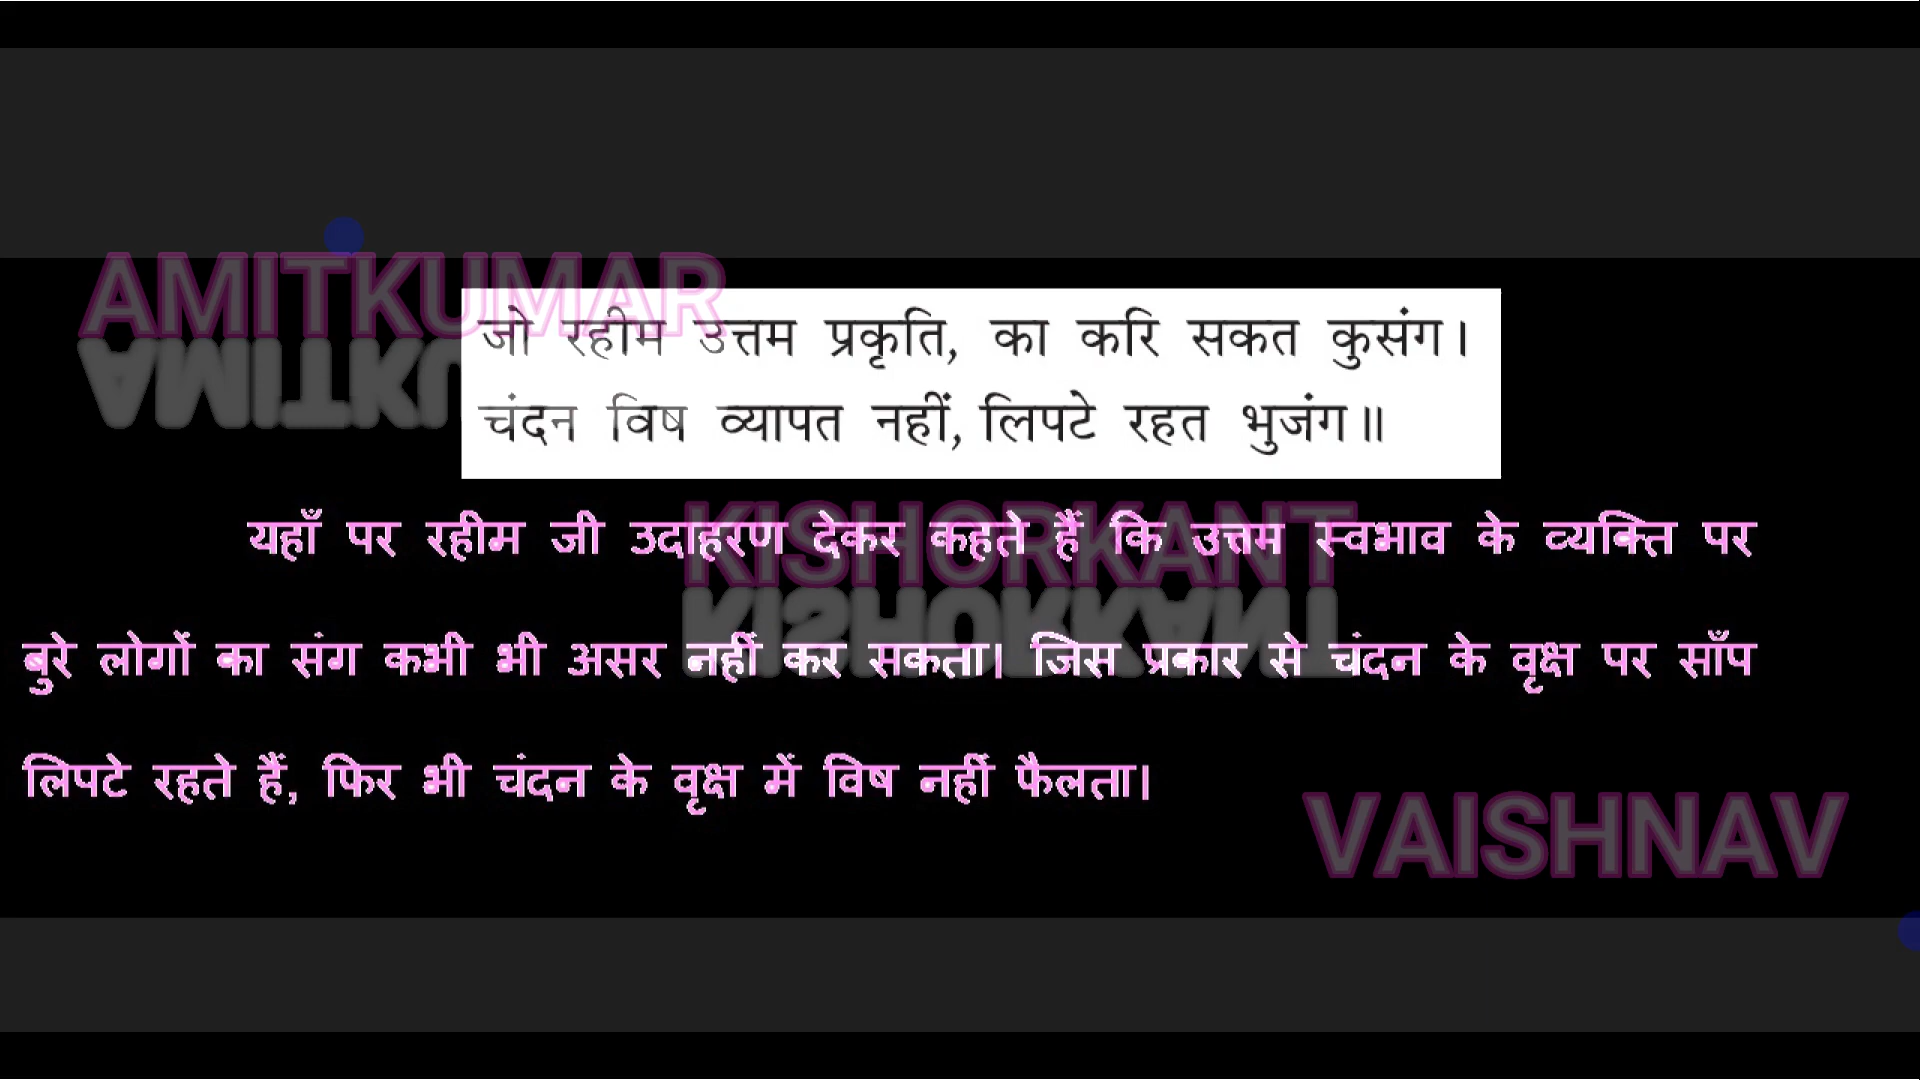 AMITKUMAR
जो रहीम उत्तम प्रकृति, का करि सकत कुसंग।
चंदन विष व्यापत नहीं, लिपटे रहत भुजंग॥
KISHORKANT
यहाँ पर रहीम जी उदाहरण देकर कहते हैं कि उत्तम स्वभाव के व्यक्ति पर
बुरे लोगों का संग कभी भी असर नहीं कर सकता। जिस प्रकार से चंदन के वृक्ष पर साँप
लिपटे रहते हैं, फिर भी चंदन के वृक्ष में विष नहीं फैलता।
VAISHNAV